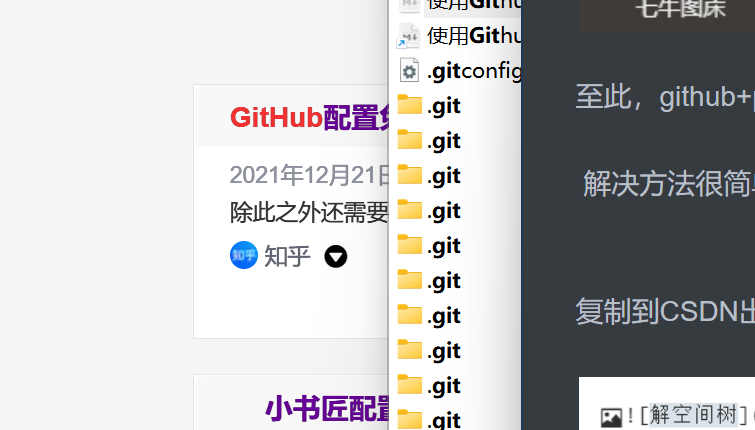 GitHub配置
2021年12月21日
除此之外还需要
知乎
知乎
小书匠配置
使用Githu
使用Githu
.gitconfig
.git
.git
.git
.git
.git
.git
.git
.git
.git
.git
七牛图床
至此，github+
解决方法很简
复制到CSDN
![解空间树]